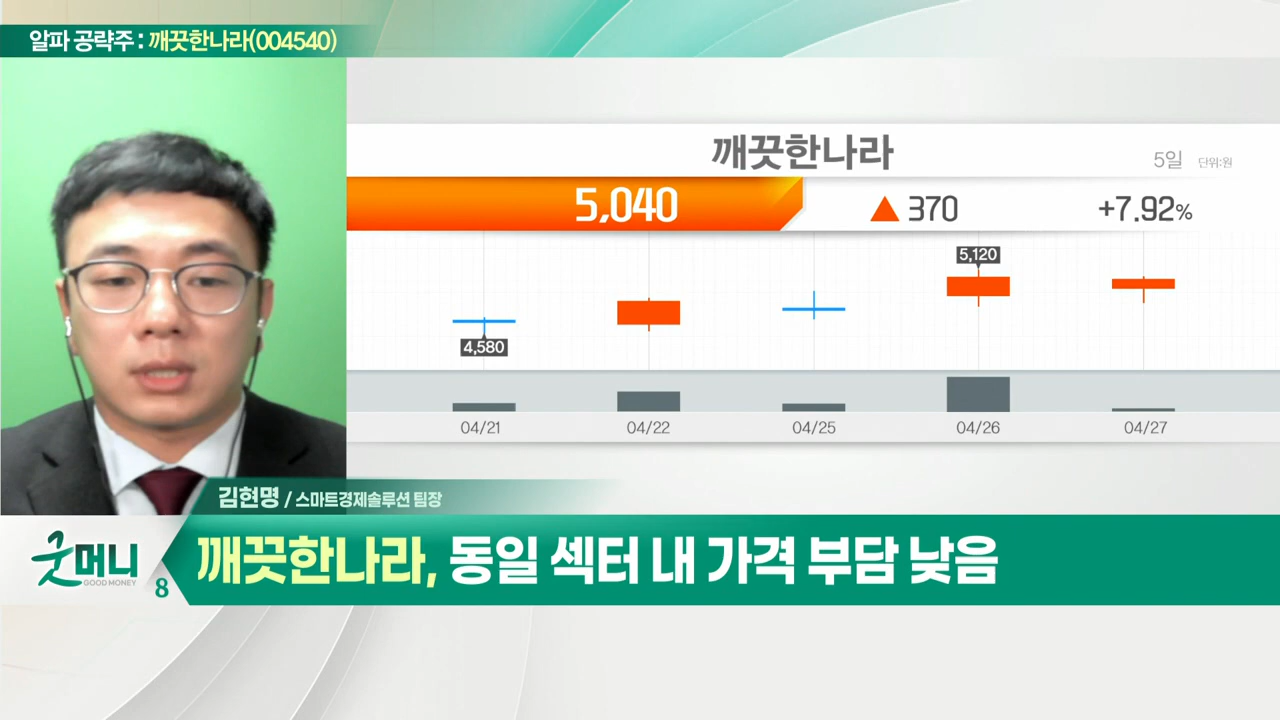 알파 공략주 : 깨끗한나라(004540)
깨끗한나라
5일 단위:원
5,040 ▲ 370 +7.92%
5,120
4,580
04/21 04/22 04/25 04/26 04/27
김현명 / 스마트경제솔루션 팀장
굿머니
GOOD MONEY
8
깨끗한나라, 동일 섹터 내 가격 부담 낮음